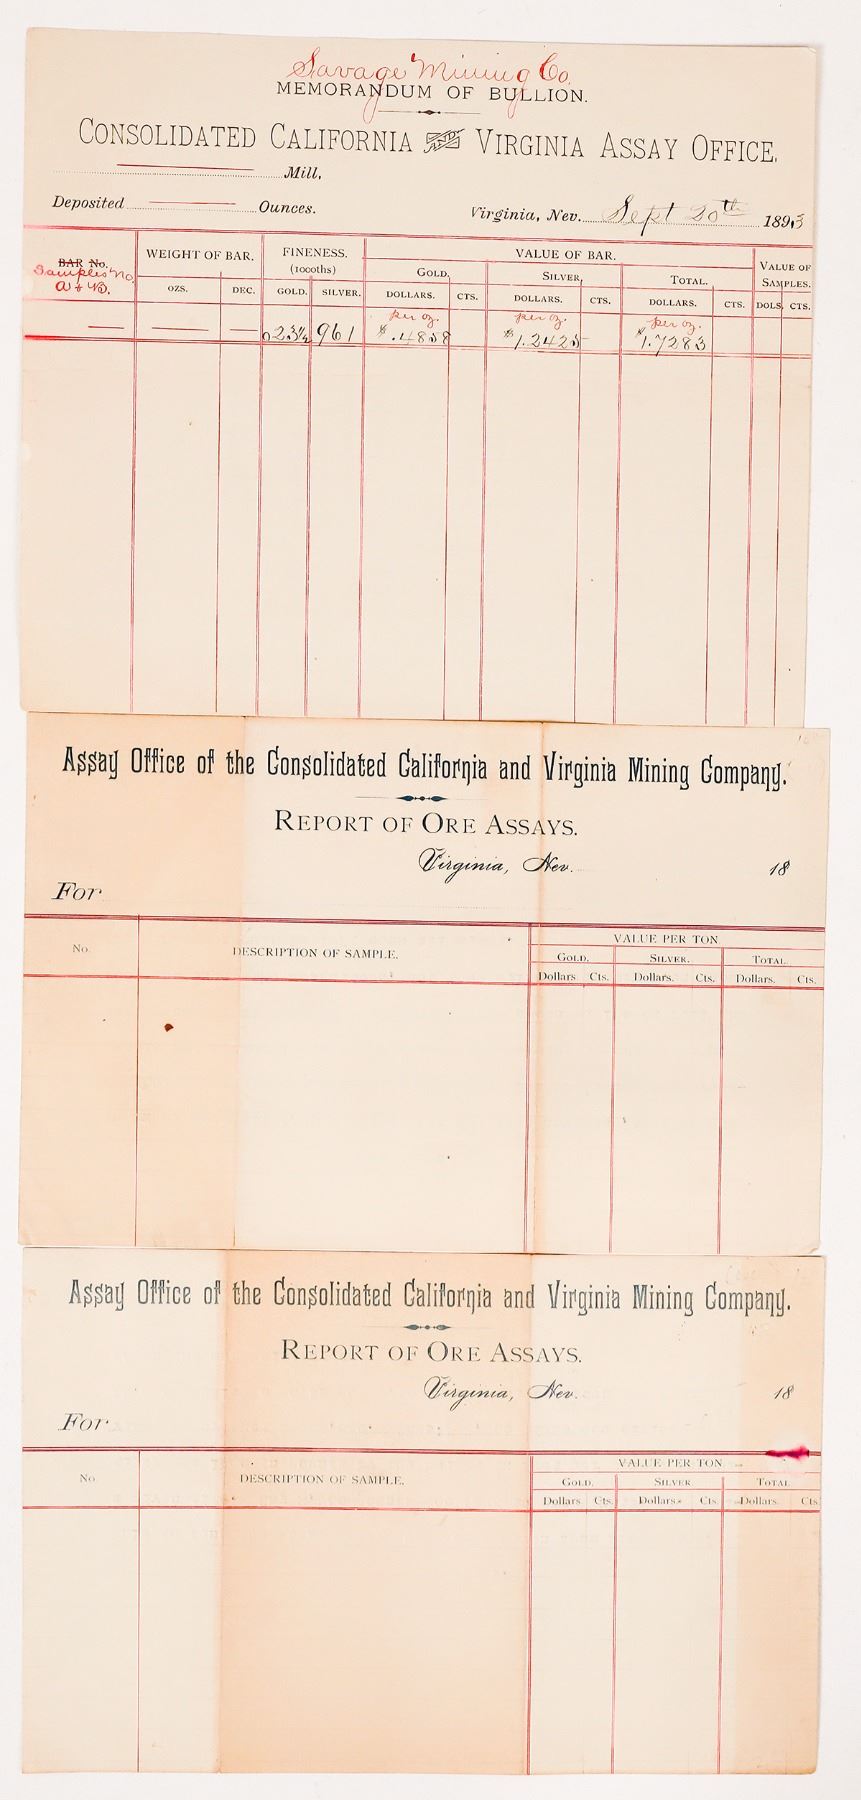 Savage Mining Co.
MEMORANDUM OF BULLION.
CONSOLIDATED CALIFORNIA AND VIRGINIA ASSAY OFFICE.
Mill,
Deposited Ounces.
Virginia, Nev. Sept 20th 1893
BAR No. WEIGHT OF BAR. FINENESS. VALUE OF BAR. VALUE OF SAMPLES.
Samples No. (1000ths) GOLD, SILVER, TOTAL.
A & B. OZS. DEC. GOLD. SILVER. DOLLARS. CTS. DOLLARS. CTS. DOLLARS. CTS. DOLS. CTS.
per oz. per oz. per oz.
023½ 961 $ .4858 $1.2425 $1.7283
Assay Office of the Consolidated California and Virginia Mining Company.
REPORT OF ORE ASSAYS.
Virginia, Nev. 18
For
No. DESCRIPTION OF SAMPLE. VALUE PER TON
GOLD. SILVER. TOTAL.
Dollars Cts. Dollars. Cts. Dollars. Cts.
Assay Office of the Consolidated California and Virginia Mining Company.
REPORT OF ORE ASSAYS.
Virginia, Nev. 18
For
No. DESCRIPTION OF SAMPLE. VALUE PER TON
GOLD. SILVER TOTAL
Dollars Cts. Dollars. Cts. Dollars. Cts.